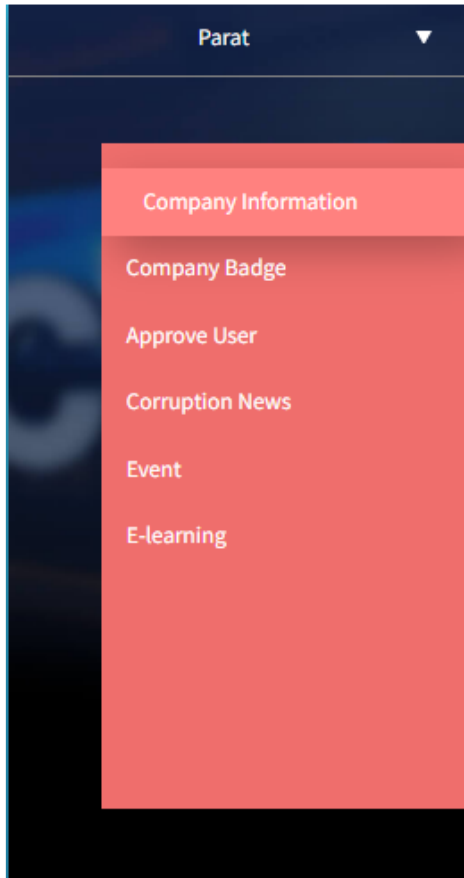 Parat
Company Information
Company Badge
Approve User
Corruption News
Event
E-learning